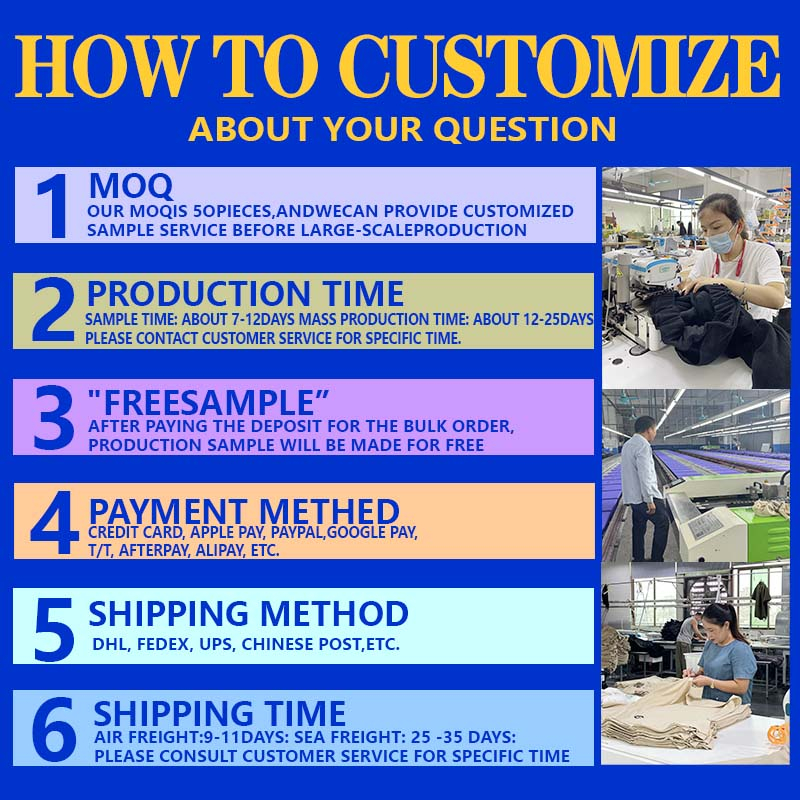 HOW TO CUSTOMIZE
ABOUT YOUR QUESTION
1 MOQ
OUR MOQIS 50PIECES,ANDWECAN PROVIDE CUSTOMIZED
SAMPLE SERVICE BEFORE LARGE-SCALEPRODUCTION
2 PRODUCTION TIME
SAMPLE TIME: ABOUT 7-12DAYS MASS PRODUCTION TIME: ABOUT 12-25DAYS
PLEASE CONTACT CUSTOMER SERVICE FOR SPECIFIC TIME.
3 "FREESAMPLE”
AFTER PAYING THE DEPOSIT FOR THE BULK ORDER,
PRODUCTION SAMPLE WILL BE MADE FOR FREE
4 PAYMENT METHED
CREDIT CARD, APPLE PAY, PAYPAL,GOOGLE PAY,
T/T, AFTERPAY, ALIPAY, ETC.
5 SHIPPING METHOD
DHL, FEDEX, UPS, CHINESE POST,ETC.
6 SHIPPING TIME
AIR FREIGHT:9-11DAYS: SEA FREIGHT: 25 -35 DAYS:
PLEASE CONSULT CUSTOMER SERVICE FOR SPECIFIC TIME